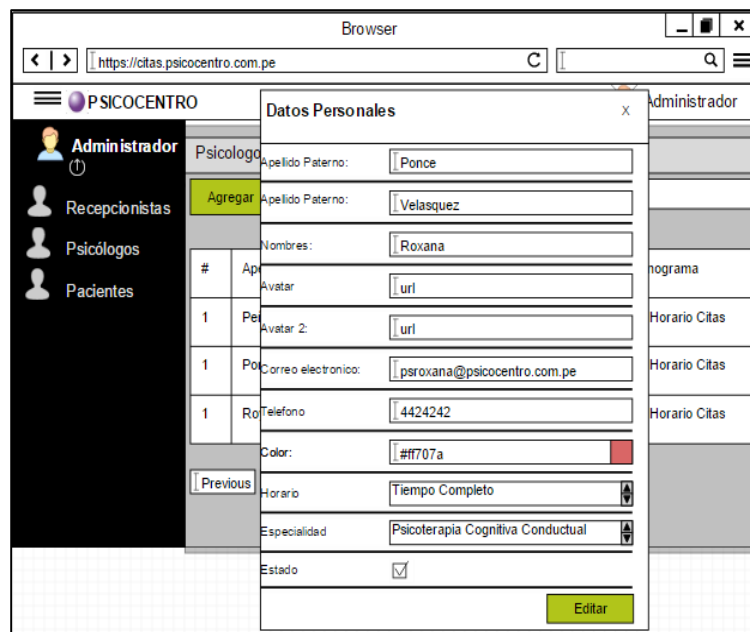 Browser
https://citas.psicocentro.com.pe
PSICOCENTRO
Administrador
Administrador
Recepcionistas
Psicólogos
Pacientes
Psicologo
Agregar
#
1
1
1
Previous
Horario Citas
Horario Citas
Horario Citas
Datos Personales X
Apellido Paterno: Ponce
Apellido Paterno: Velasquez
Nombres: Roxana
Avatar url
Avatar 2: url
Correo electronico: psroxana@psicocentro.com.pe
Telefono 4424242
Color: #ff707a
Horario Tiempo Completo
Especialidad Psicoterapia Cognitiva Conductual
Estado
Editar